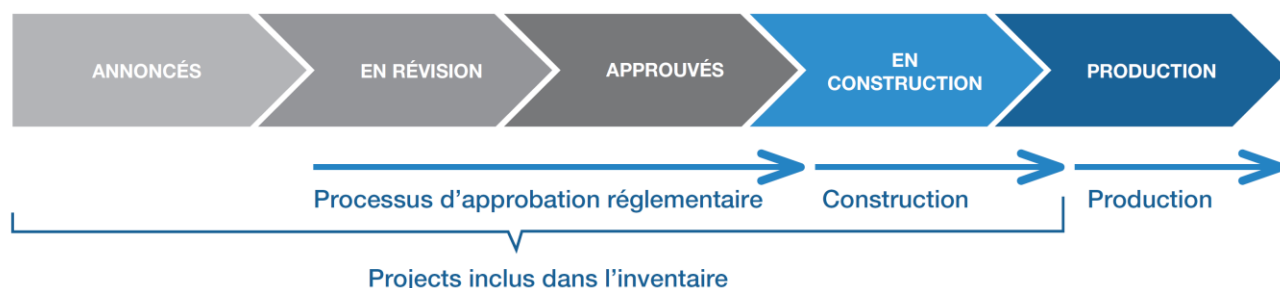 ANNONCÉS
EN RÉVISION
APPROUVÉS
EN
CONSTRUCTION
PRODUCTION
Processus d’approbation réglementaire
Construction
Production
Projects inclus dans l’inventaire